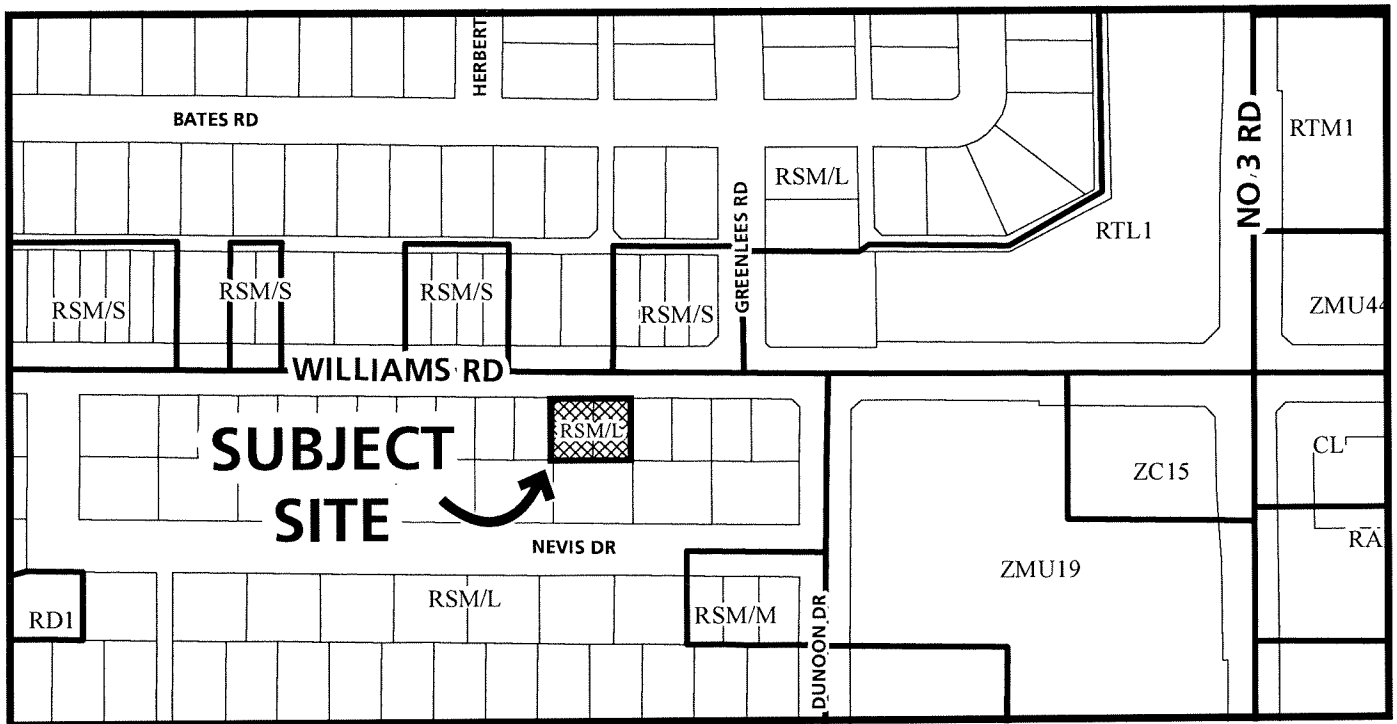 HERBERT
BATES RD
NO 3 RD
RTM1
RSM/L
GREENLEES RD
RTL1
RSM/S
RSM/S
RSM/S
RSM/S
ZMU44
WILLIAMS RD
SUBJECT
SITE
RSM/L
CL
ZC15
NEVIS DR
RA
ZMU19
RSM/L
RSM/M
RD1
DUNOON DR